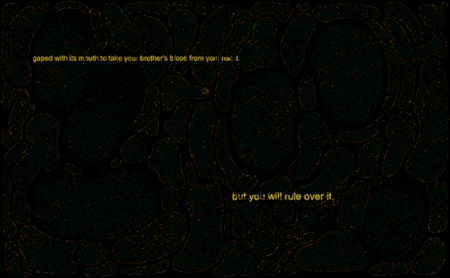 gaped with its mouth to take your brother's blood from your hand.
but you will rule over it.